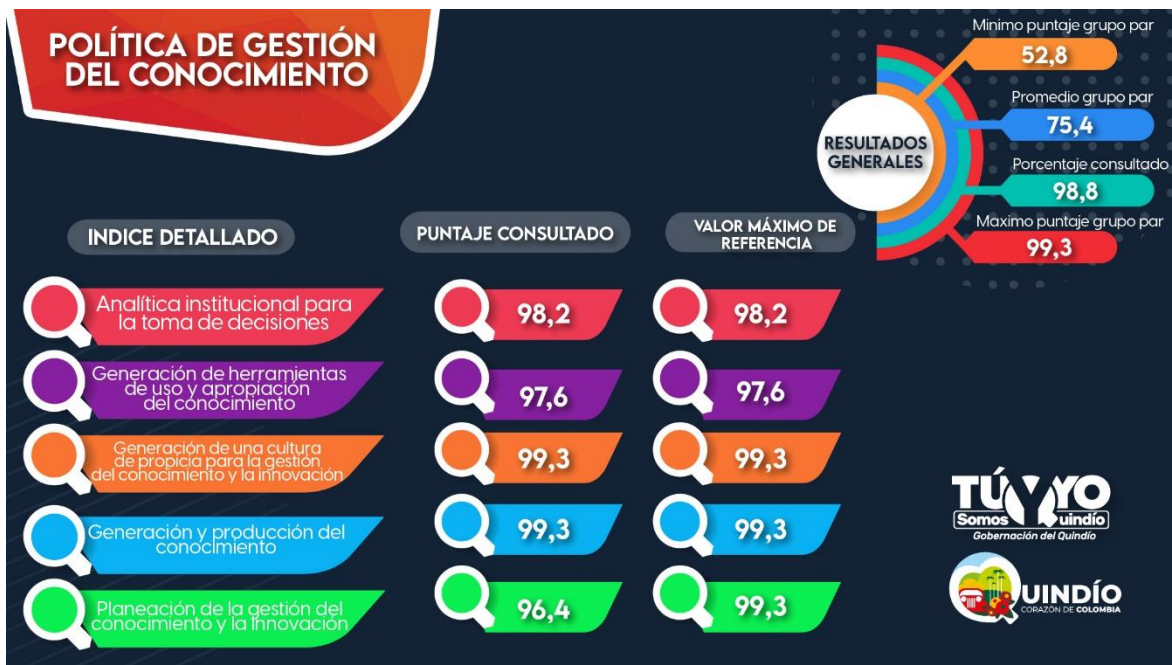 POLÍTICA DE GESTIÓN
DEL CONOCIMIENTO
RESULTADOS
GENERALES
Minimo puntaje grupo par
52,8
Promedio grupo par
75,4
Porcentaje consultado
98,8
Maximo puntaje grupo par
99,3
INDICE DETALLADO
PUNTAJE CONSULTADO
VALOR MÁXIMO DE
REFERENCIA
Analítica institucional para
la toma de decisiones
98,2
98,2
Generación de herramientas
de uso y apropiación
del conocimiento
97,6
97,6
Generación de una cultura
de propicia para la gestión
del conocimiento y la innovación
99,3
99,3
Generación y producción del
conocimiento
99,3
99,3
Planeación de la gestión del
conocimiento y la innovación
96,4
99,3
TÚ Y YO
Somos Quindío
Gobernación del Quindío
QUINDÍO
CORAZÓN DE COLOMBIA